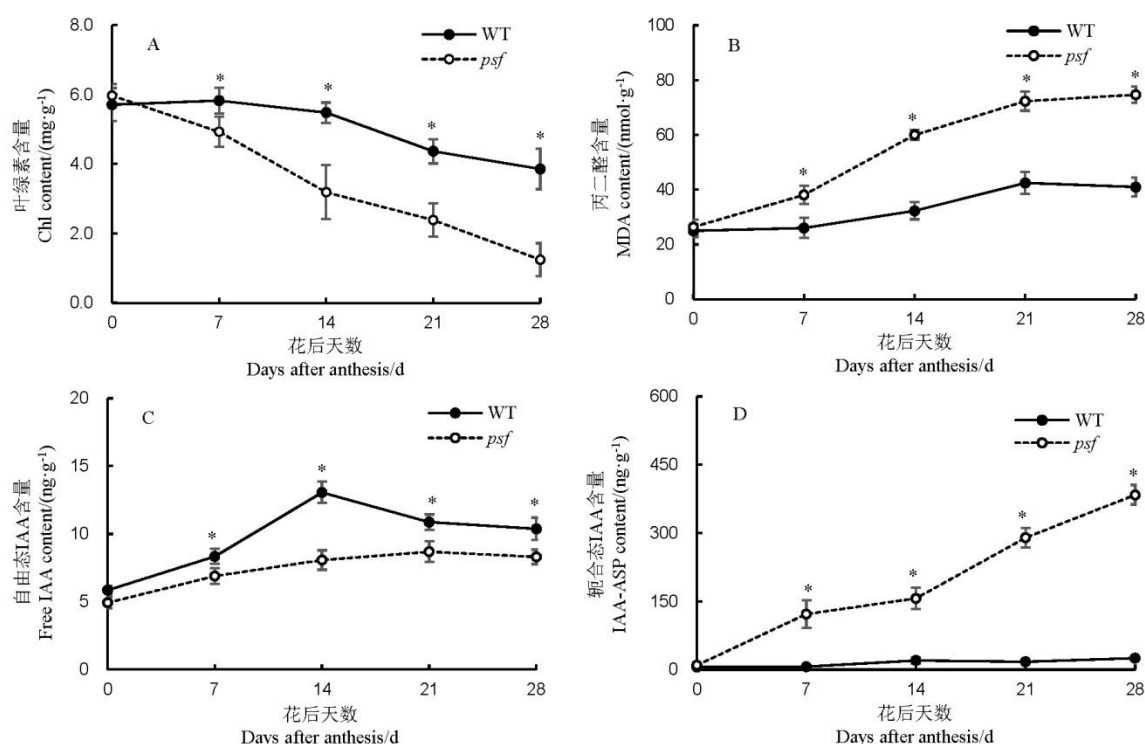 A
WT
psf
叶绿素含量
Chl content/(mg·g⁻¹)
8.0
6.0
4.0
2.0
0.0
* * * *
0 7 14 21 28
花后天数
Days after anthesis/d
B
WT
psf
丙二醛含量
MDA content/(nmol·g⁻¹)
100
80
60
40
20
0
* * * *
0 7 14 21 28
花后天数
Days after anthesis/d
C
WT
psf
自由态IAA含量
Free IAA content/(ng·g⁻¹)
20
15
10
5
0
* * * *
0 7 14 21 28
花后天数
Days after anthesis/d
D
WT
psf
轭合态IAA含量
IAA-ASP content/(ng·g⁻¹)
600
450
300
150
0
* * * *
0 7 14 21 28
花后天数
Days after anthesis/d